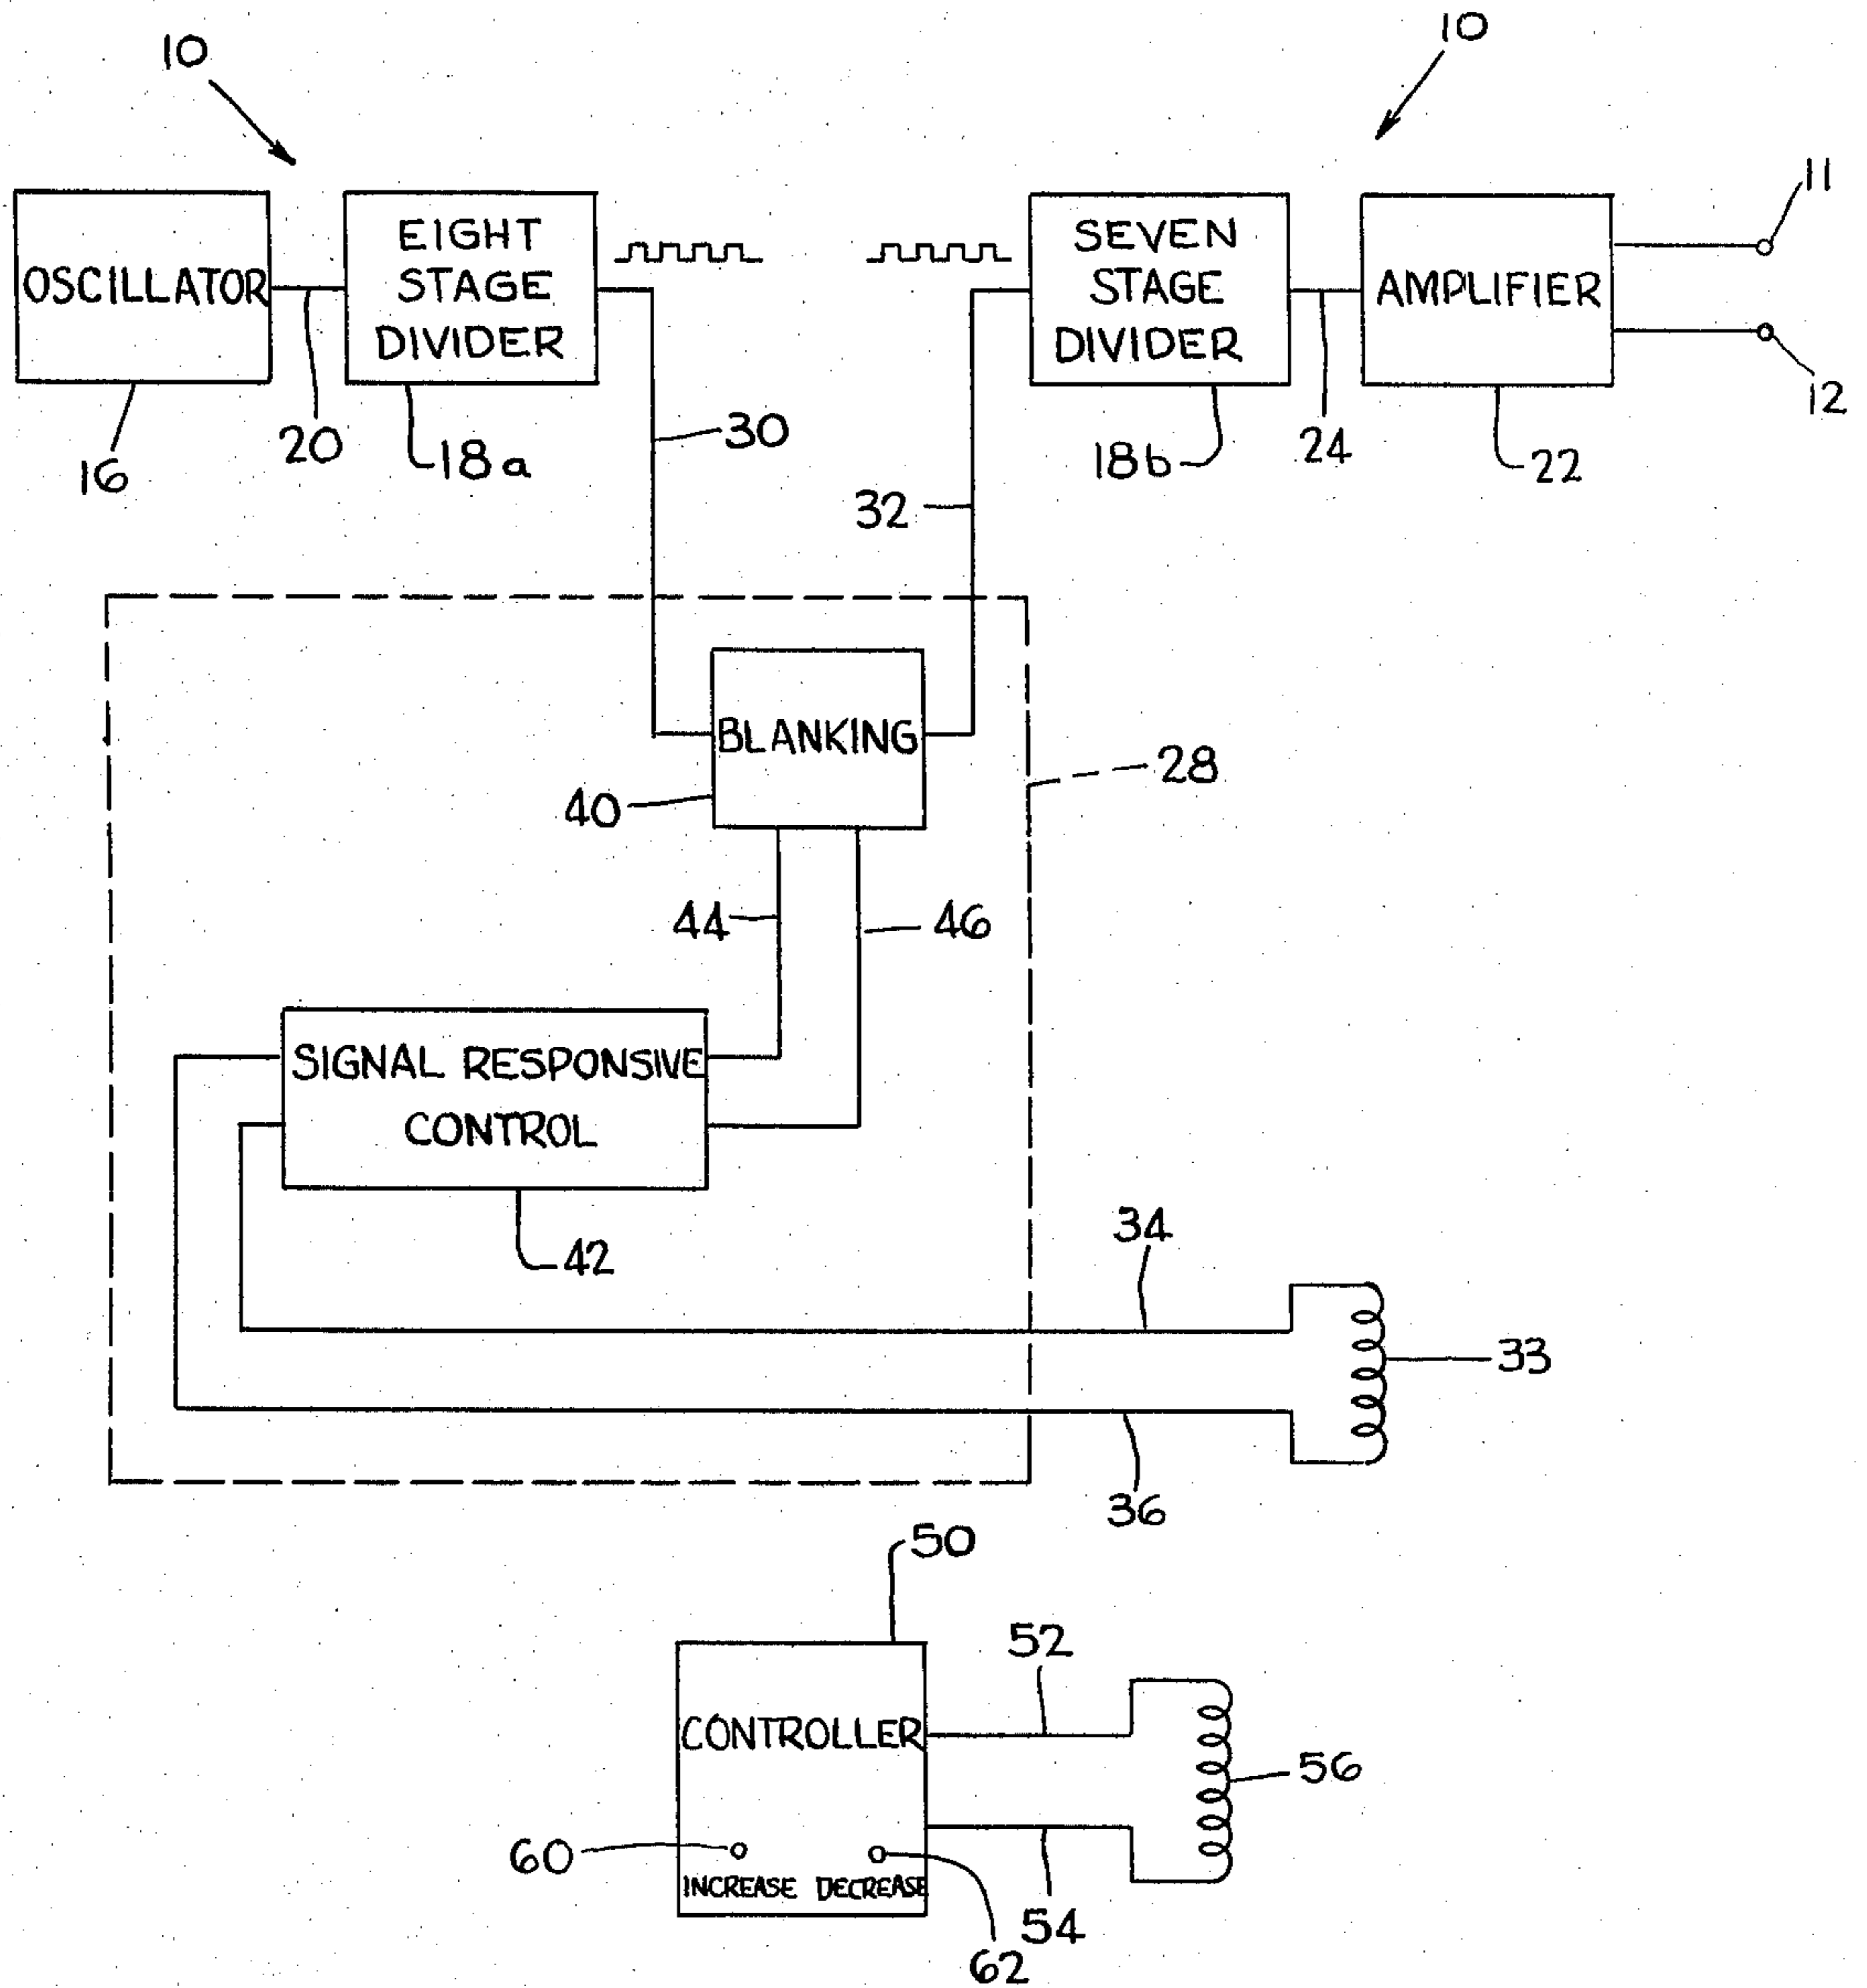 10
10
OSCILLATOR
EIGHT
STAGE
DIVIDER
SEVEN
STAGE
DIVIDER
AMPLIFIER
11
12
16
20
18a
30
32
18b
24
22
BLANKING
40
28
44
46
SIGNAL RESPONSIVE
CONTROL
42
34
33
36
50
CONTROLLER
52
56
60
INCREASE DECREASE
54
62